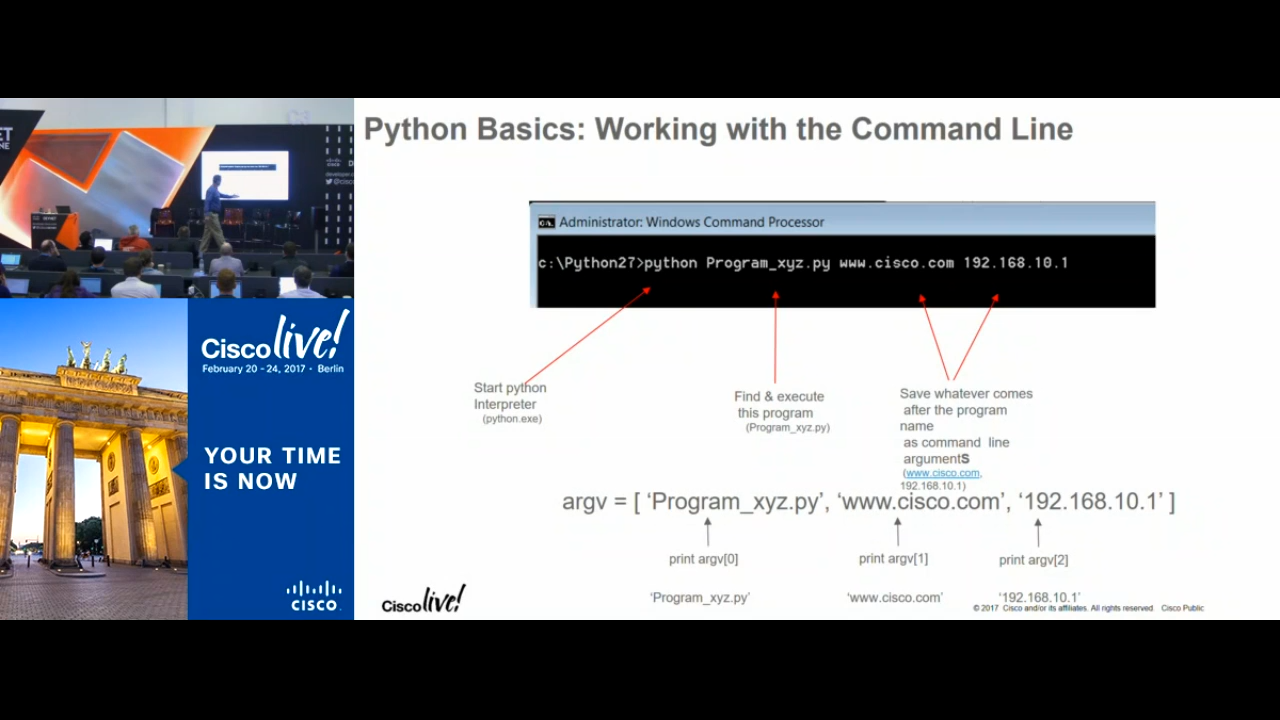 Python Basics: Working with the Command Line
Administrator: Windows Command Processor
c:\Python27>python Program_xyz.py www.cisco.com 192.168.10.1
Start python
Interpreter
(python.exe)
Find & execute
this program
(Program_xyz.py)
Save whatever comes
after the program
name
as command line
argumentS
(www.cisco.com,
192.168.10.1)
argv = [ ‘Program_xyz.py’, ‘www.cisco.com’, ‘192.168.10.1’ ]
print argv[0]
print argv[1]
print argv[2]
‘Program_xyz.py’
‘www.cisco.com’
‘192.168.10.1’
Cisco live!
© 2017 Cisco and/or its affiliates. All rights reserved. Cisco Public
Cisco live!
February 20 - 24, 2017 • Berlin
YOUR TIME
IS NOW
CISCO